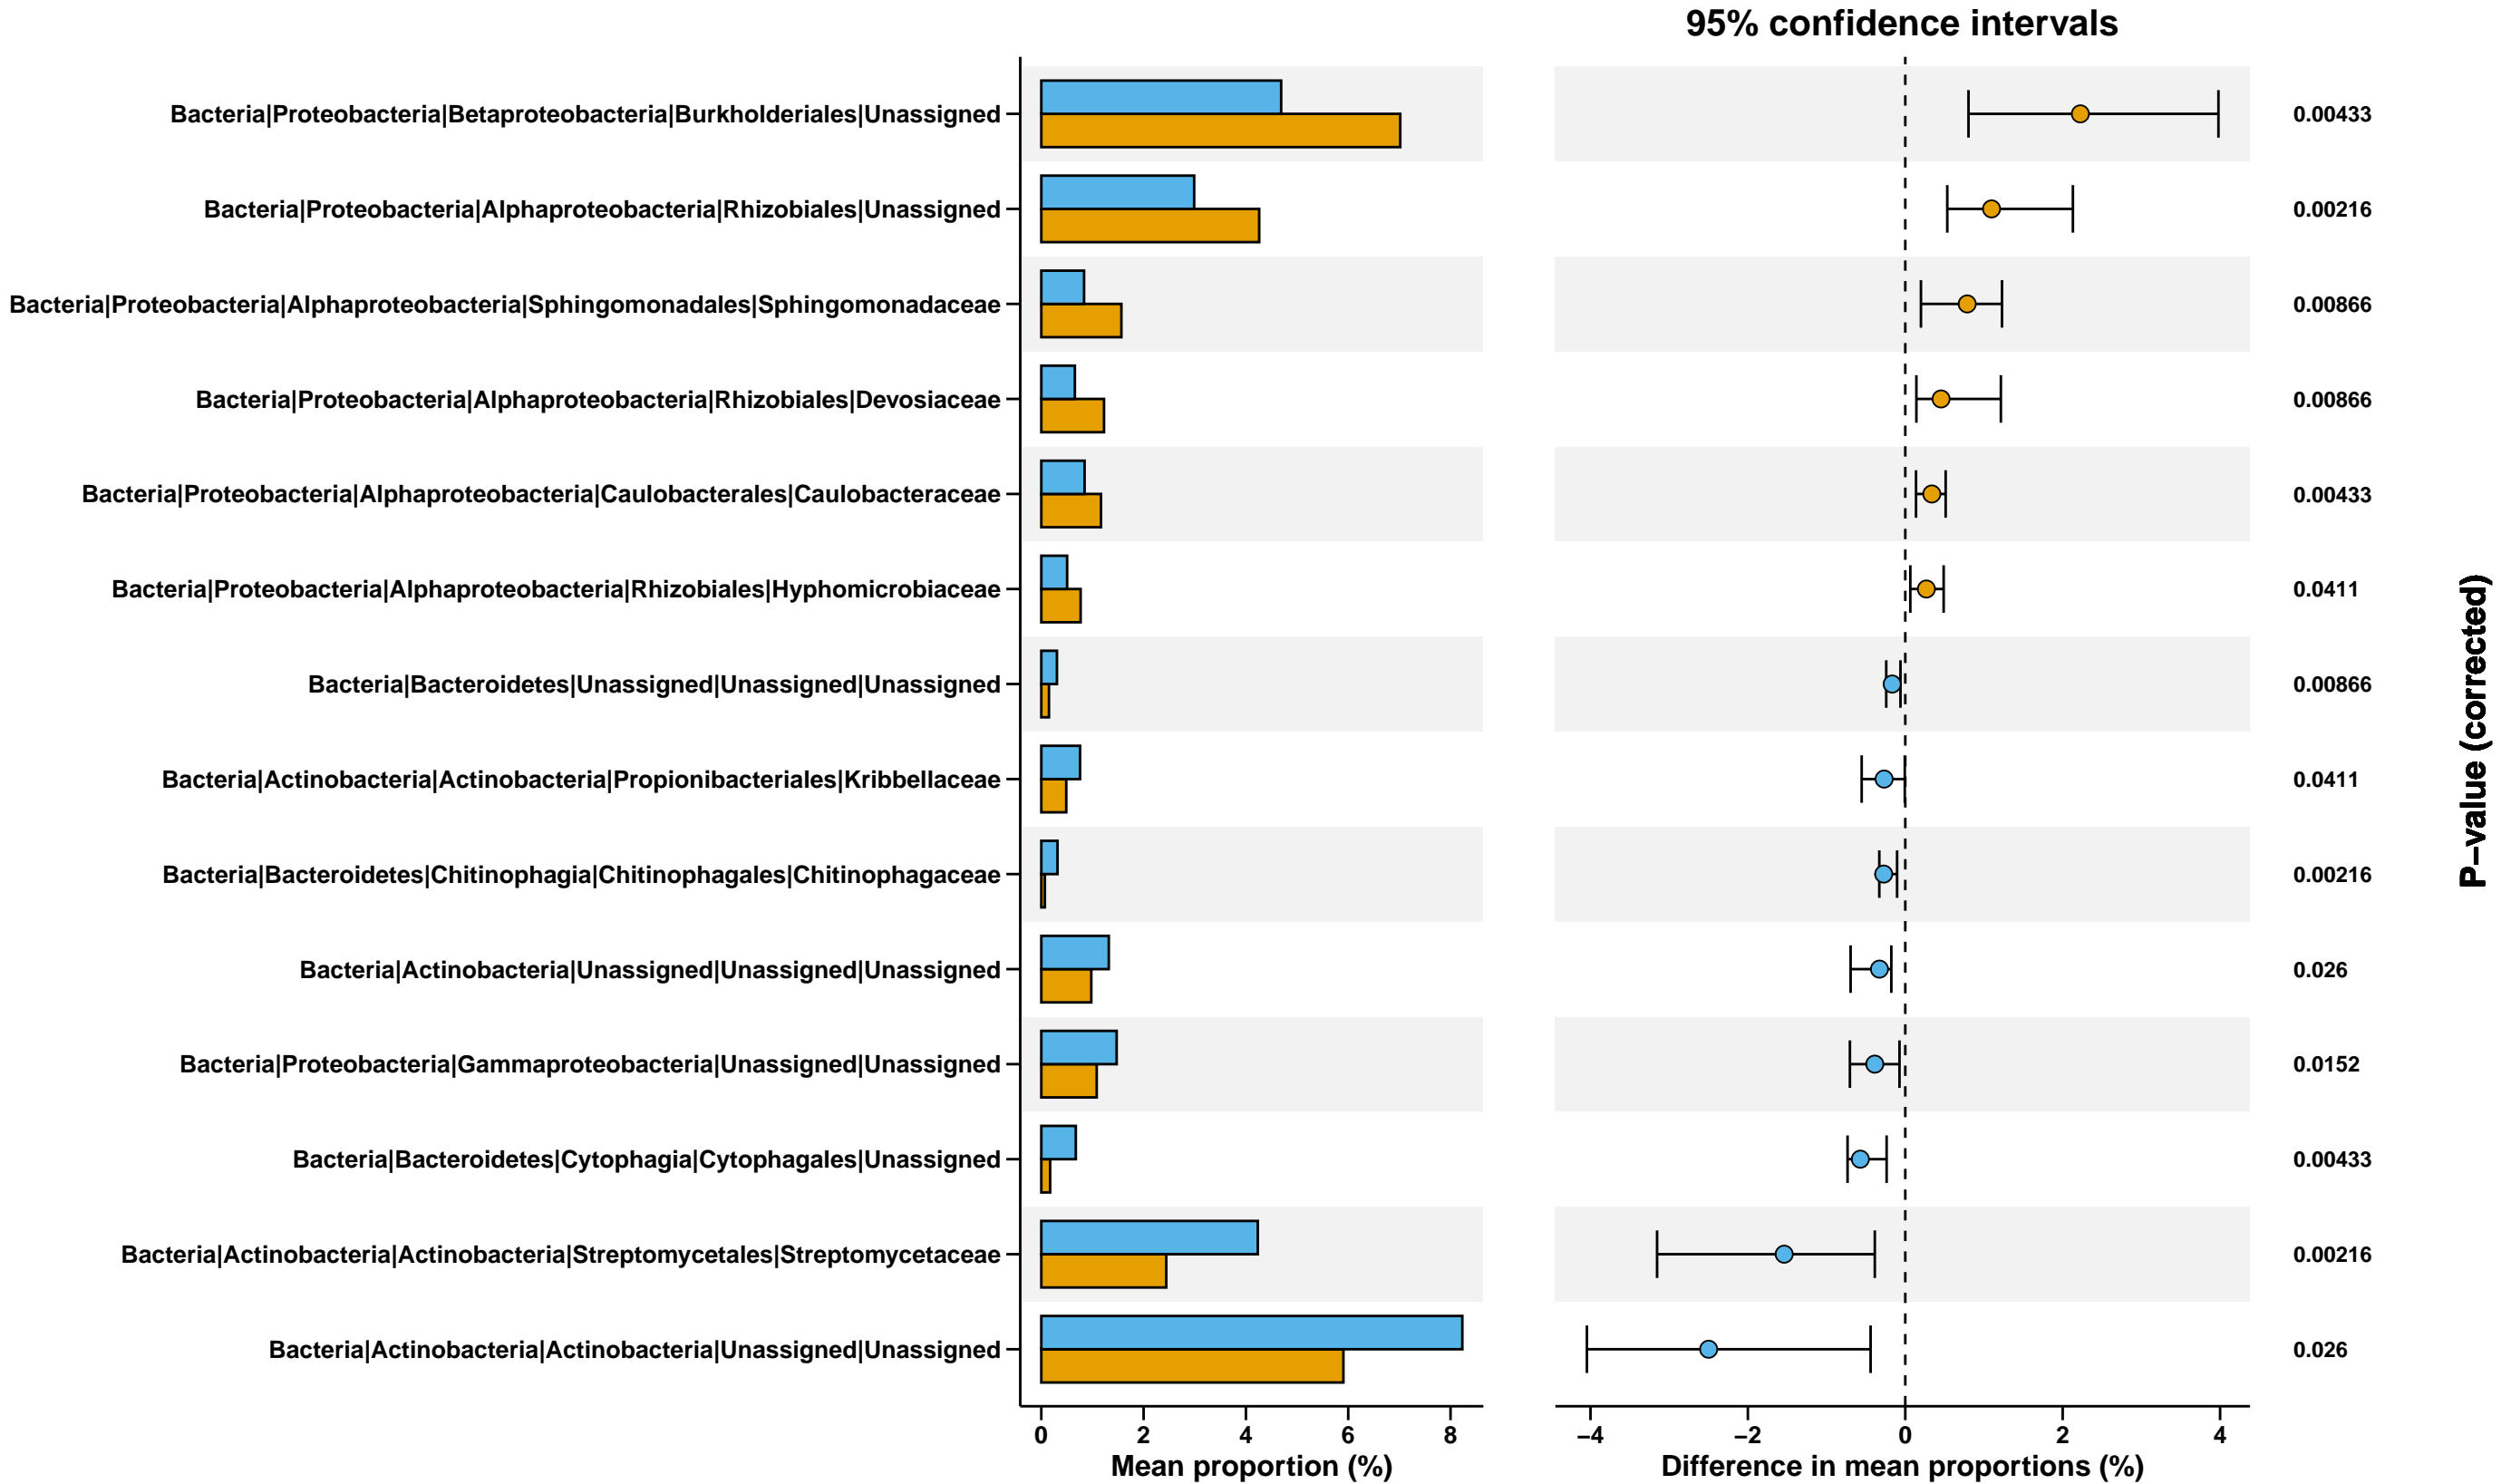 95% confidence intervals
Bacteria|Proteobacteria|Betaproteobacteria|Burkholderiales|Unassigned 0.00433
Bacteria|Proteobacteria|Alphaproteobacteria|Rhizobiales|Unassigned 0.00216
Bacteria|Proteobacteria|Alphaproteobacteria|Sphingomonadales|Sphingomonadaceae 0.00866
Bacteria|Proteobacteria|Alphaproteobacteria|Rhizobiales|Devosiaceae 0.00866
Bacteria|Proteobacteria|Alphaproteobacteria|Caulobacterales|Caulobacteraceae 0.00433
Bacteria|Proteobacteria|Alphaproteobacteria|Rhizobiales|Hyphomicrobiaceae 0.0411
Bacteria|Bacteroidetes|Unassigned|Unassigned|Unassigned 0.00866
Bacteria|Actinobacteria|Actinobacteria|Propionibacteriales|Kribbellaceae 0.0411
Bacteria|Bacteroidetes|Chitinophagia|Chitinophagales|Chitinophagaceae 0.00216
Bacteria|Actinobacteria|Unassigned|Unassigned|Unassigned 0.026
Bacteria|Proteobacteria|Gammaproteobacteria|Unassigned|Unassigned 0.0152
Bacteria|Bacteroidetes|Cytophagia|Cytophagales|Unassigned 0.00433
Bacteria|Actinobacteria|Actinobacteria|Streptomycetales|Streptomycetaceae 0.00216
Bacteria|Actinobacteria|Actinobacteria|Unassigned|Unassigned 0.026
0 2 4 6 8 −4 −2 0 2 4
Mean proportion (%) Difference in mean proportions (%)
P−value (corrected)